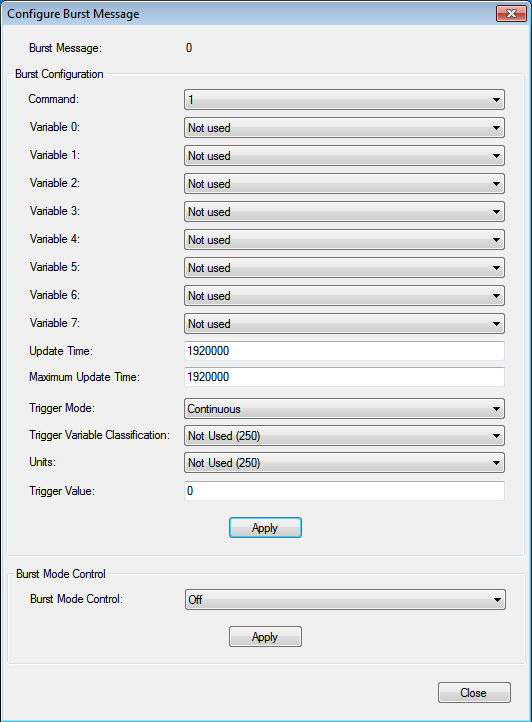 Configure Burst Message
Burst Message: 0
Burst Configuration
Command: 1
Variable 0: Not used
Variable 1: Not used
Variable 2: Not used
Variable 3: Not used
Variable 4: Not used
Variable 5: Not used
Variable 6: Not used
Variable 7: Not used
Update Time: 1920000
Maximum Update Time: 1920000
Trigger Mode: Continuous
Trigger Variable Classification: Not Used (250)
Units: Not Used (250)
Trigger Value: 0
Apply
Burst Mode Control
Burst Mode Control: Off
Apply
Close